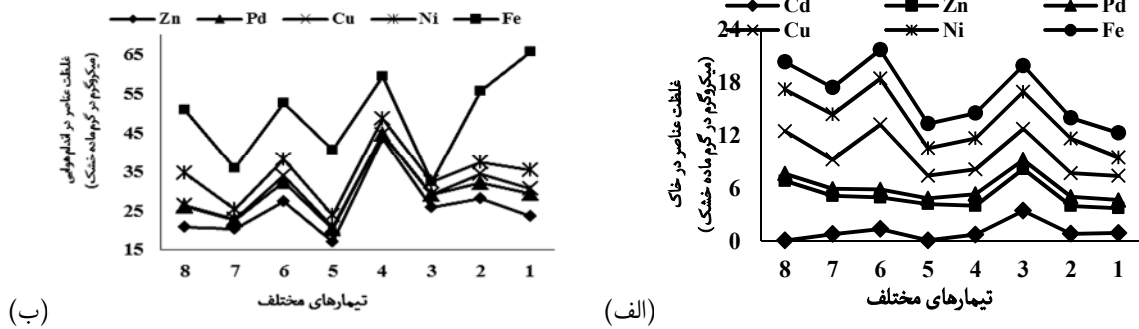 Zn Pd Cu Ni Fe
65
55
45
35
25
15
غلظت عناصر در اندام هوایی
(میکروگرم در گرم ماده خشک)
8 7 6 5 4 3 2 1
تیمارهای مختلف
(ب)
Cd Zn Pd
Cu Ni Fe
24
18
12
6
0
غلظت عناصر در خاک
(میکروگرم در گرم ماده خشک)
8 7 6 5 4 3 2 1
تیمارهای مختلف
(الف)